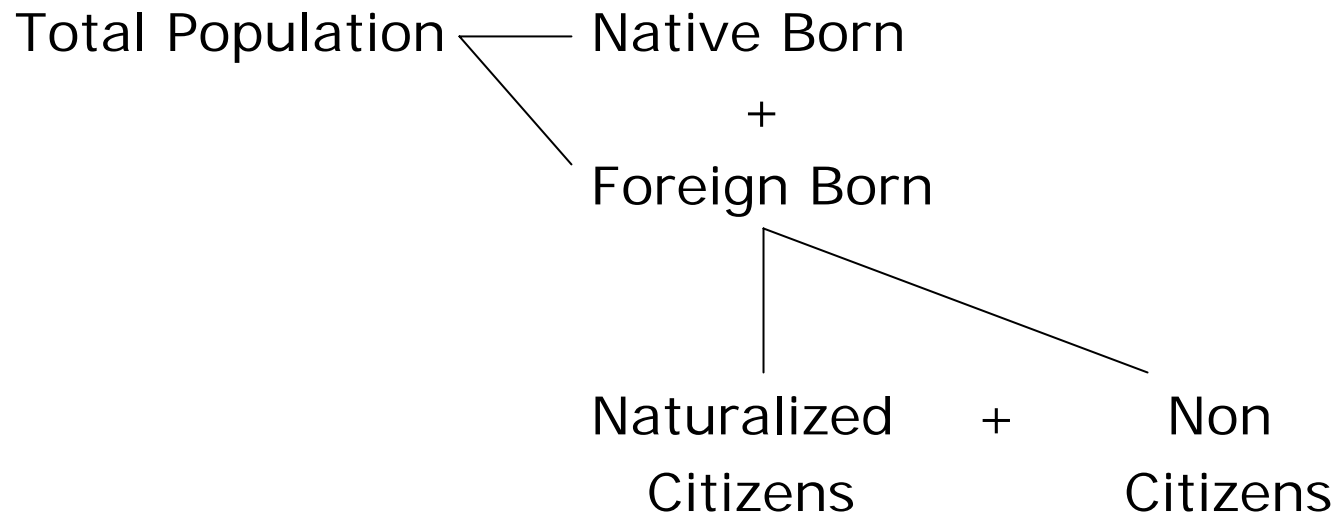 Total Population Native Born
+
Foreign Born
Naturalized + Non
Citizens Citizens